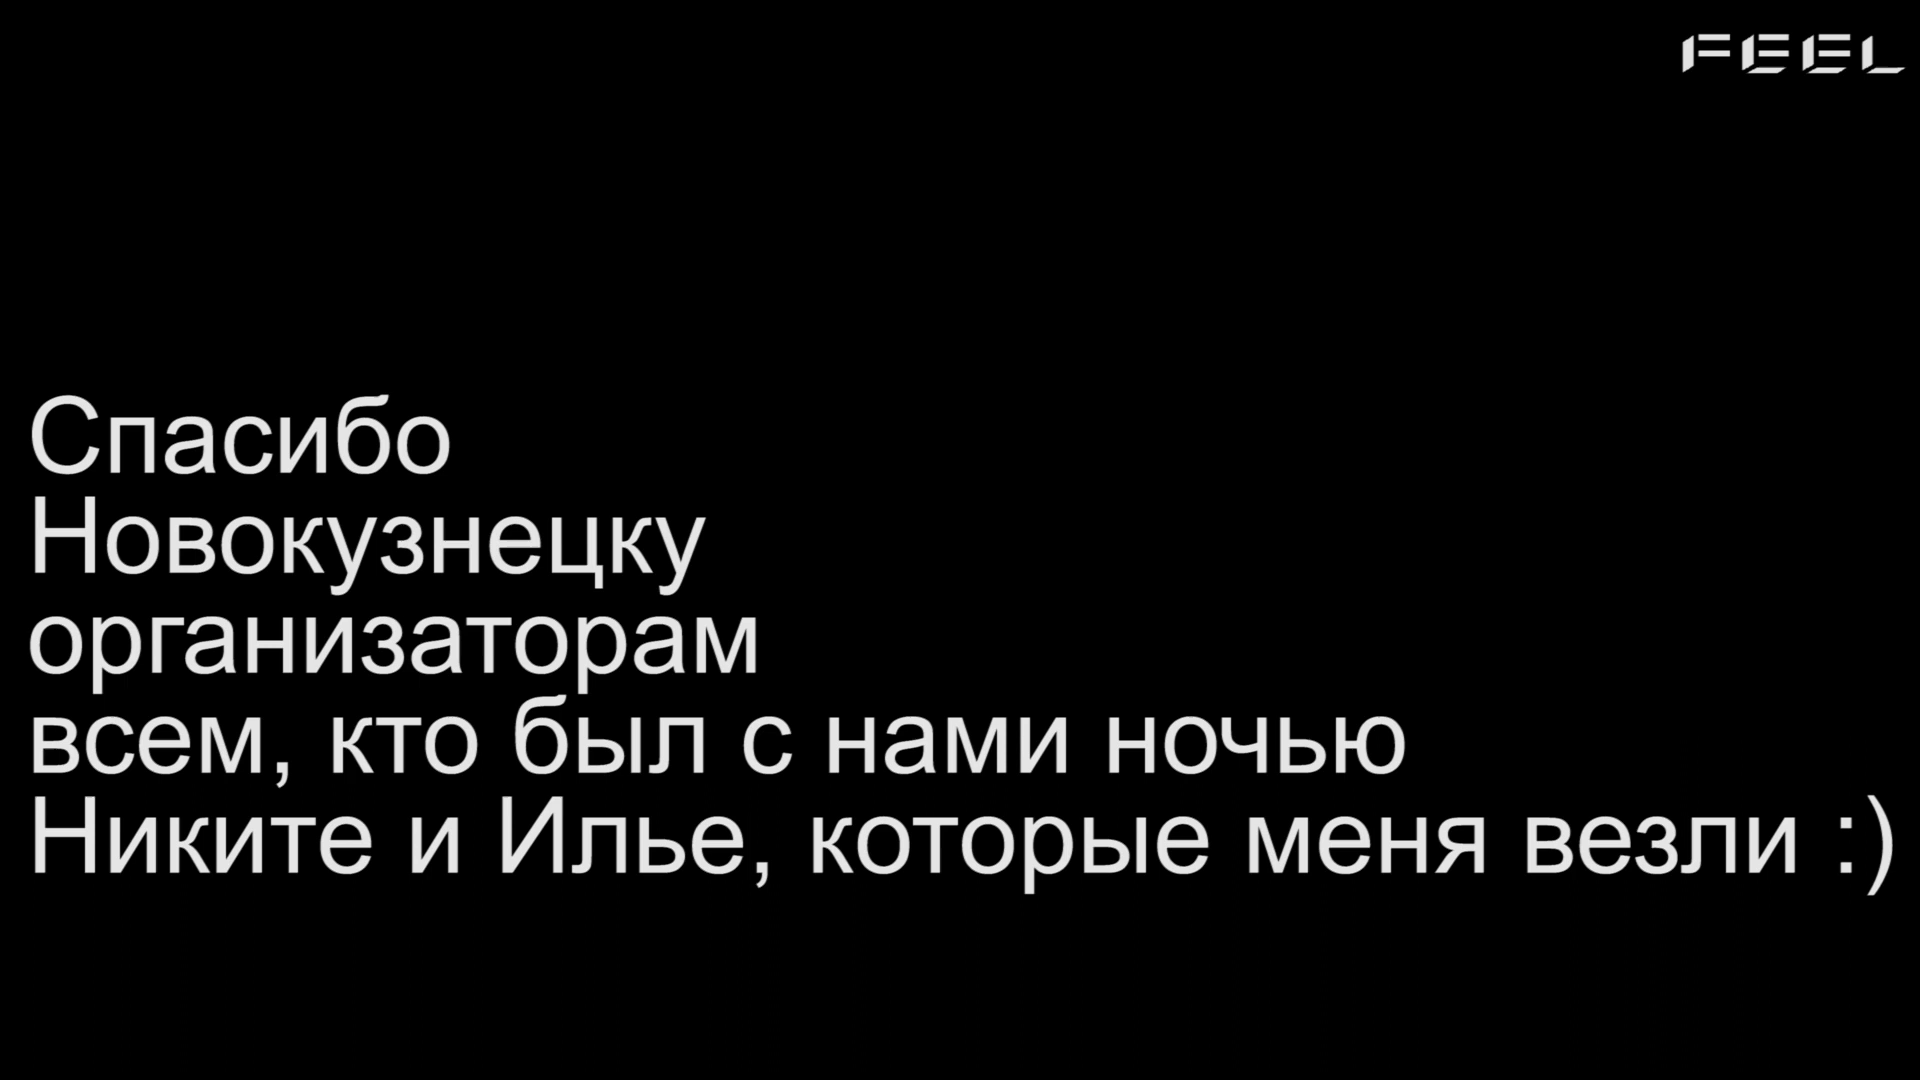 FEEL
Спасибо
Новокузнецку
организаторам
всем, кто был с нами ночью
Никите и Илье, которые меня везли :)